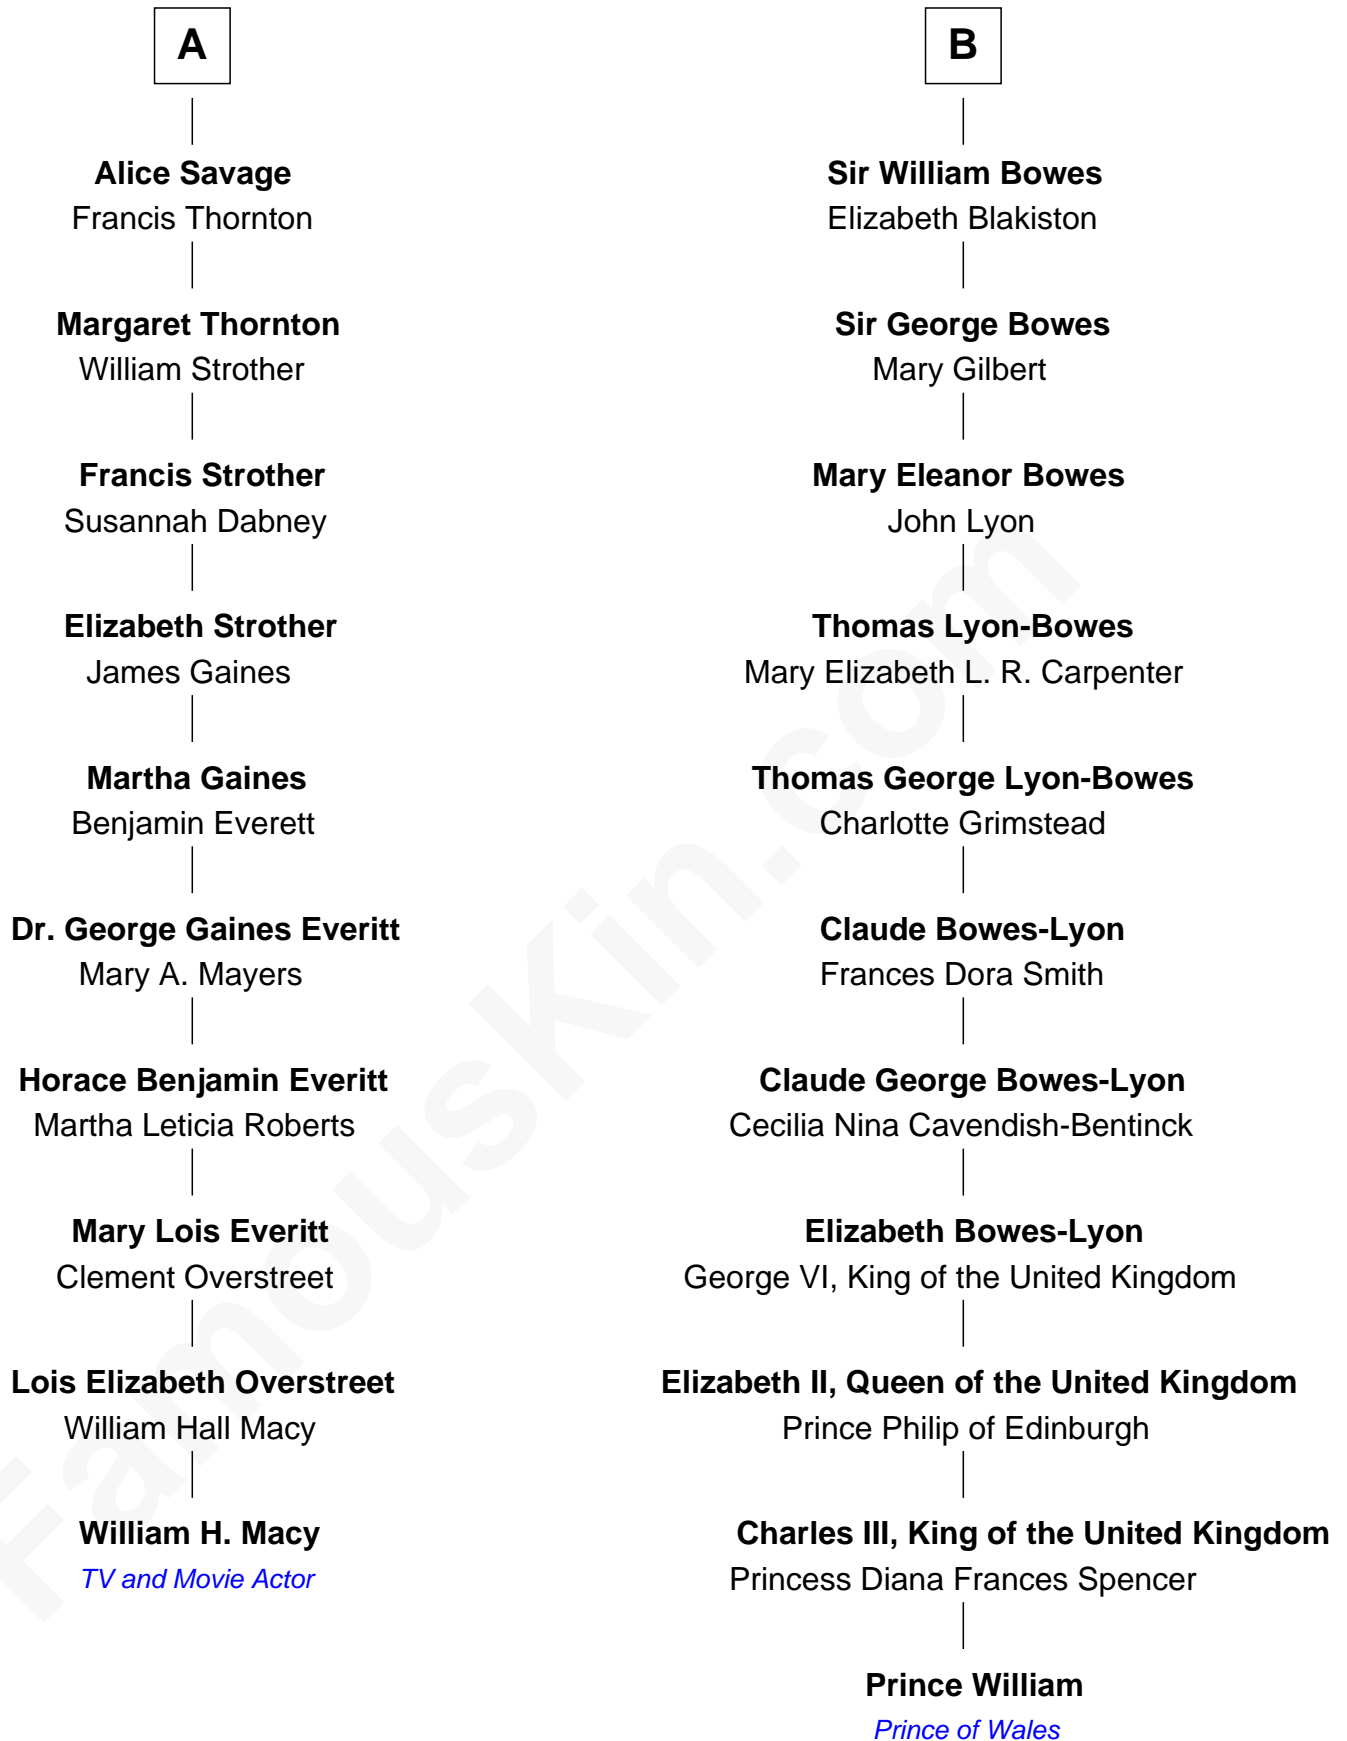 A
Alice Savage
Francis Thornton
Margaret Thornton
William Strother
Francis Strother
Susannah Dabney
Elizabeth Strother
James Gaines
Martha Gaines
Benjamin Everett
Dr. George Gaines Everitt
Mary A. Mayers
Horace Benjamin Everitt
Martha Leticia Roberts
Mary Lois Everitt
Clement Overstreet
Lois Elizabeth Overstreet
William Hall Macy
William H. Macy
TV and Movie Actor
B
Sir William Bowes
Elizabeth Blakiston
Sir George Bowes
Mary Gilbert
Mary Eleanor Bowes
John Lyon
Thomas Lyon-Bowes
Mary Elizabeth L. R. Carpenter
Thomas George Lyon-Bowes
Charlotte Grimstead
Claude Bowes-Lyon
Frances Dora Smith
Claude George Bowes-Lyon
Cecilia Nina Cavendish-Bentinck
Elizabeth Bowes-Lyon
George VI, King of the United Kingdom
Elizabeth II, Queen of the United Kingdom
Prince Philip of Edinburgh
Charles III, King of the United Kingdom
Princess Diana Frances Spencer
Prince William
Prince of Wales
FamousKin.com